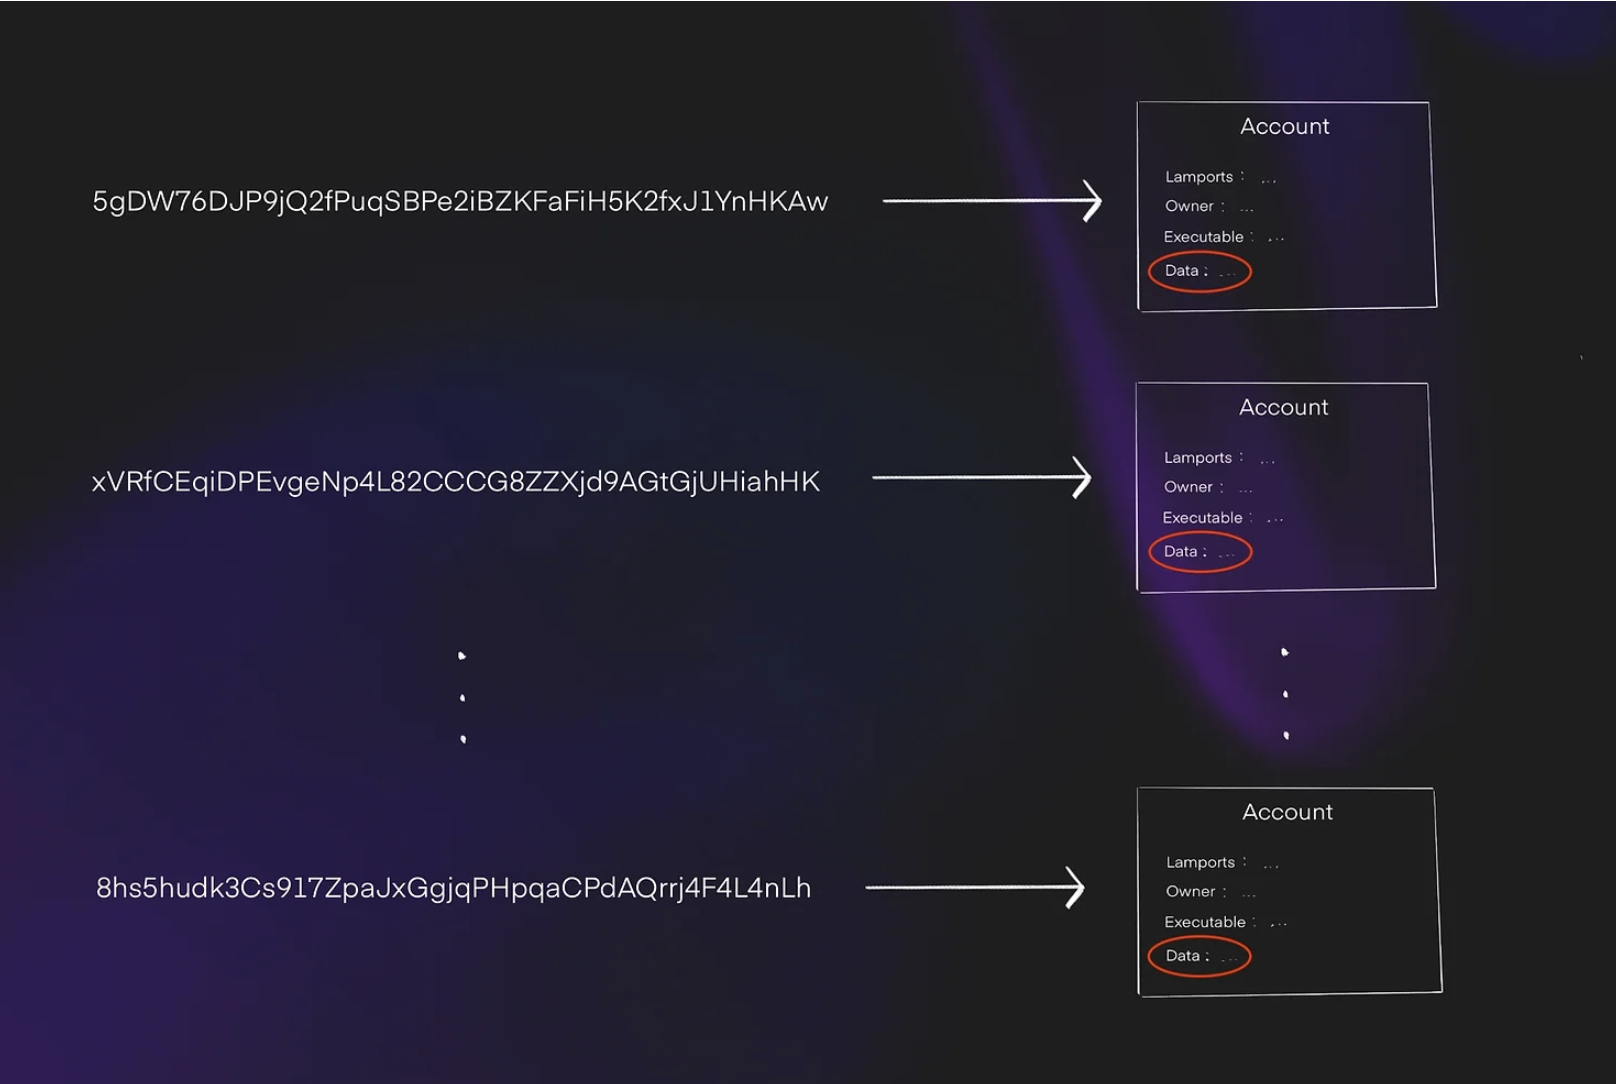 5gDW76DJP9jQ2fPuqSBPe2iBZKFaFiH5K2fxJ1YnHKAw
Account
Lamports : ...
Owner : ...
Executable : ...
Data : ...
xVRfCEqiDPEvgeNp4L82CCCG8ZZXjd9AGtGjUHiahHK
Account
Lamports : ...
Owner : ...
Executable : ...
Data : ...
8hs5hudk3Cs917ZpaJxGgjqPHpqaCPdAQrrj4F4L4nLh
Account
Lamports : ...
Owner : ...
Executable : ...
Data : ...